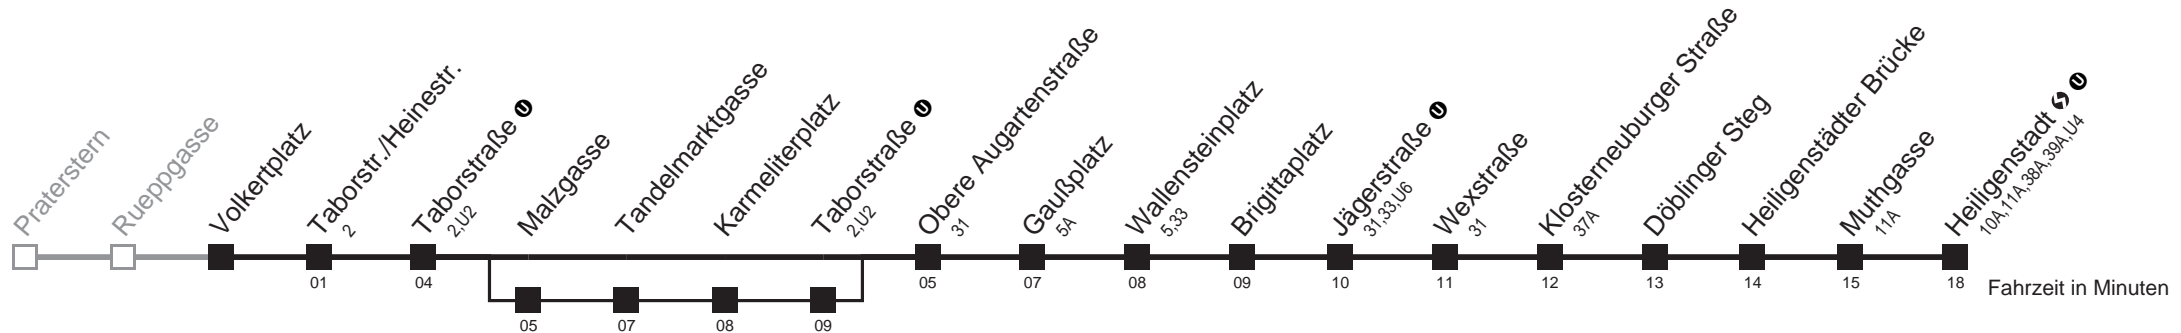 Praterstern
Rueppgasse
Volkertplatz
Taborstr./Heinestr.
2
Taborstraße U
2,U2
Malzgasse
Tandelmarktgasse
Karmeliterplatz
Taborstraße U
2,U2
Obere Augartenstraße
31
Gaußplatz
5A
Wallensteinplatz
5,33
Brigittaplatz
Jägerstraße U
31,33,U6
Wexstraße
31
Klosterneuburger Straße
37A
Döblinger Steg
Heiligenstädter Brücke
Muthgasse
11A
Heiligenstadt S U
10A,11A,38A,39A,U4
01 04 05 07 08 09 10 11 12 13 14 15 18 Fahrzeit in Minuten
05 07 08 09